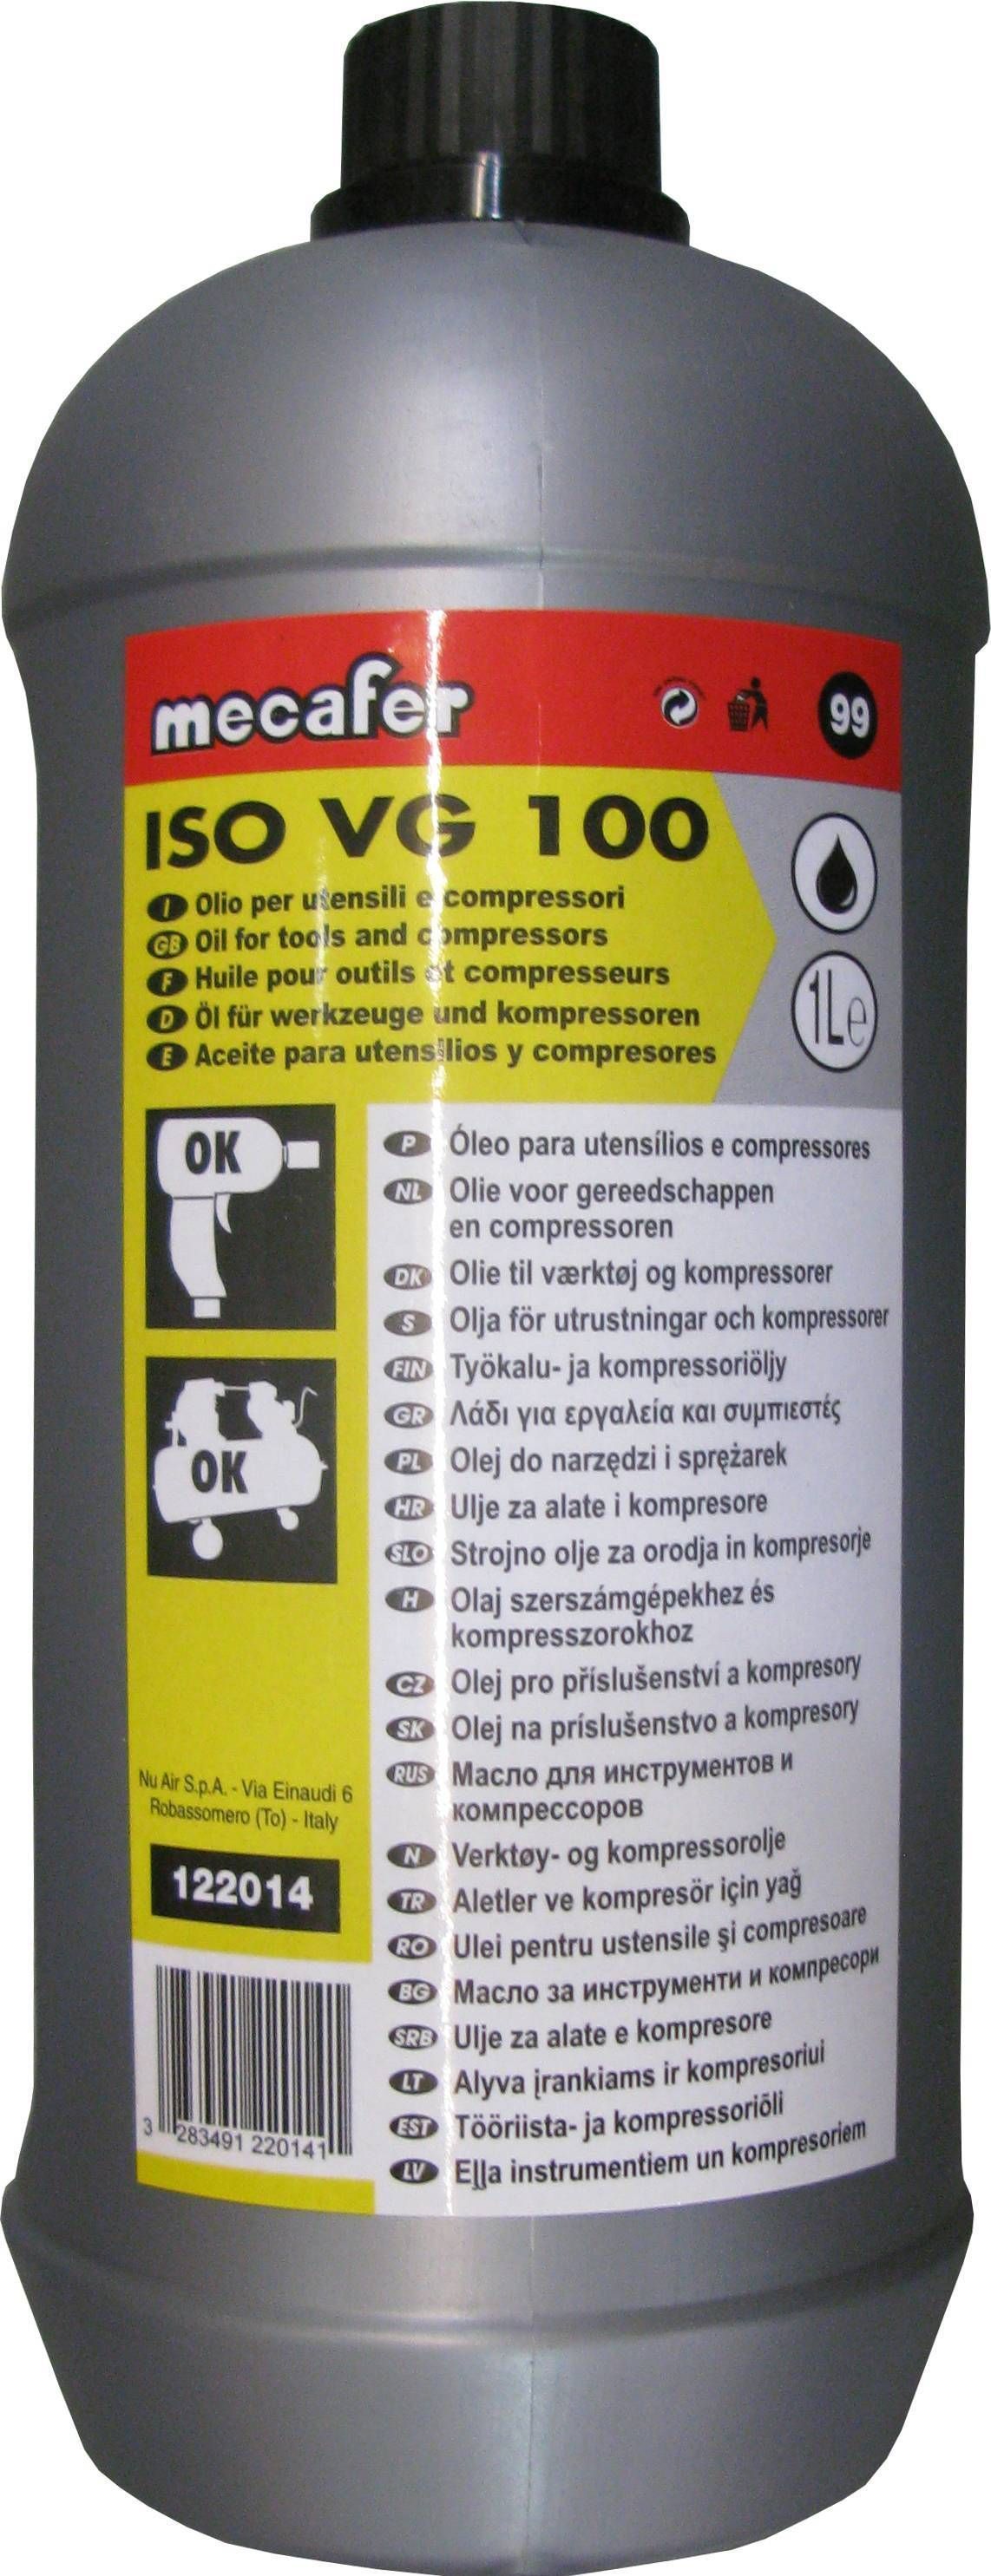 mecafer
99
ISO VG 100
I Olio per utensili e compressori
GB Oil for tools and compressors
F Huile pour outils et compresseurs
D Öl für werkzeuge und kompressoren
E Aceite para utensilios y compresores
1Le
OK
OK
P Óleo para utensílios e compressores
NL Olie voor gereedschappen
en compressoren
DK Olie til værktøj og kompressorer
S Olja för utrustningar och kompressorer
FIN Työkalu- ja kompressoriöljy
GR Λάδι για εργαλεία και συμπιεστές
PL Olej do narzędzi i sprężarek
HR Ulje za alate i kompresore
SLO Strojno olje za orodja in kompresorje
H Olaj szerszámgépekhez és
kompresszorokhoz
CZ Olej pro příslušenství a kompresory
SK Olej na príslušenstvo a kompresory
RUS Масло для инструментов и
компрессоров
N Verktøy- og kompressorolje
TR Aletler ve kompresör için yağ
RO Ulei pentru ustensile şi compresoare
BG Масло за инструменти и компресори
SRB Ulje za alate e kompresore
LT Alyva įrankiams ir kompresoriui
EST Tööriista- ja kompressoriõli
LV Eļļa instrumentiem un kompresoriem
Nu Air S.p.A. - Via Einaudi 6
Robassomero (To) - Italy
122014
3 283491 220141